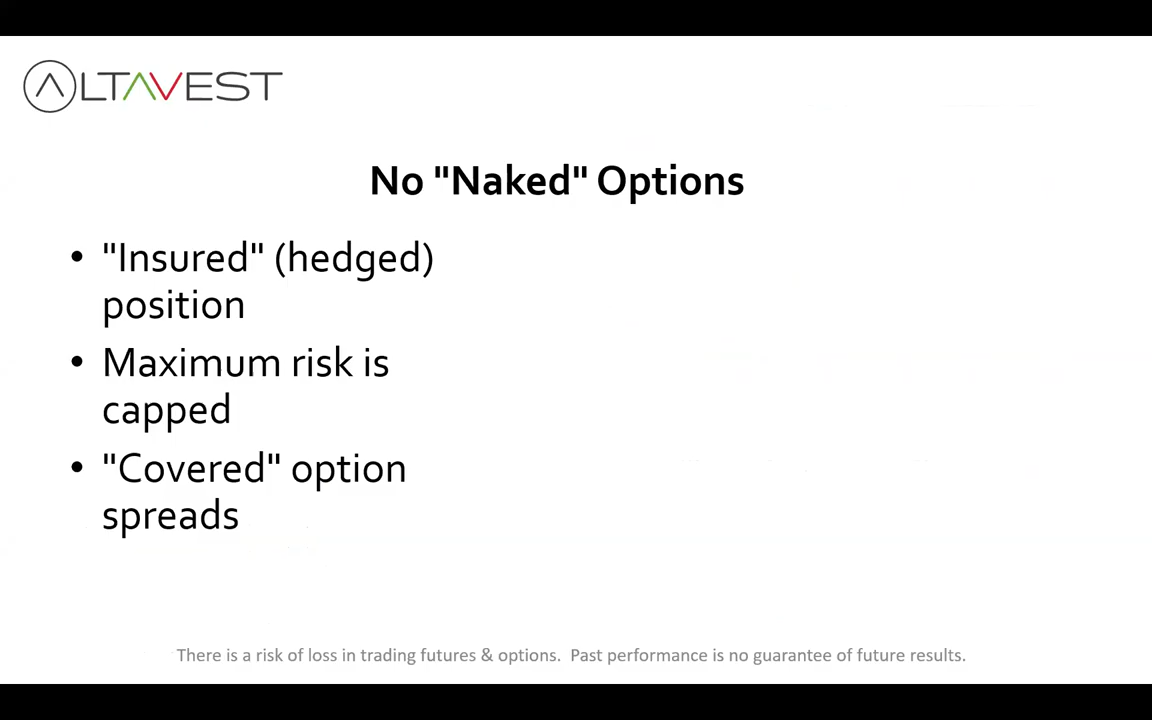 ALTAVEST
No "Naked" Options
• "Insured" (hedged)
position
• Maximum risk is
capped
• "Covered" option
spreads
There is a risk of loss in trading futures & options.  Past performance is no guarantee of future results.